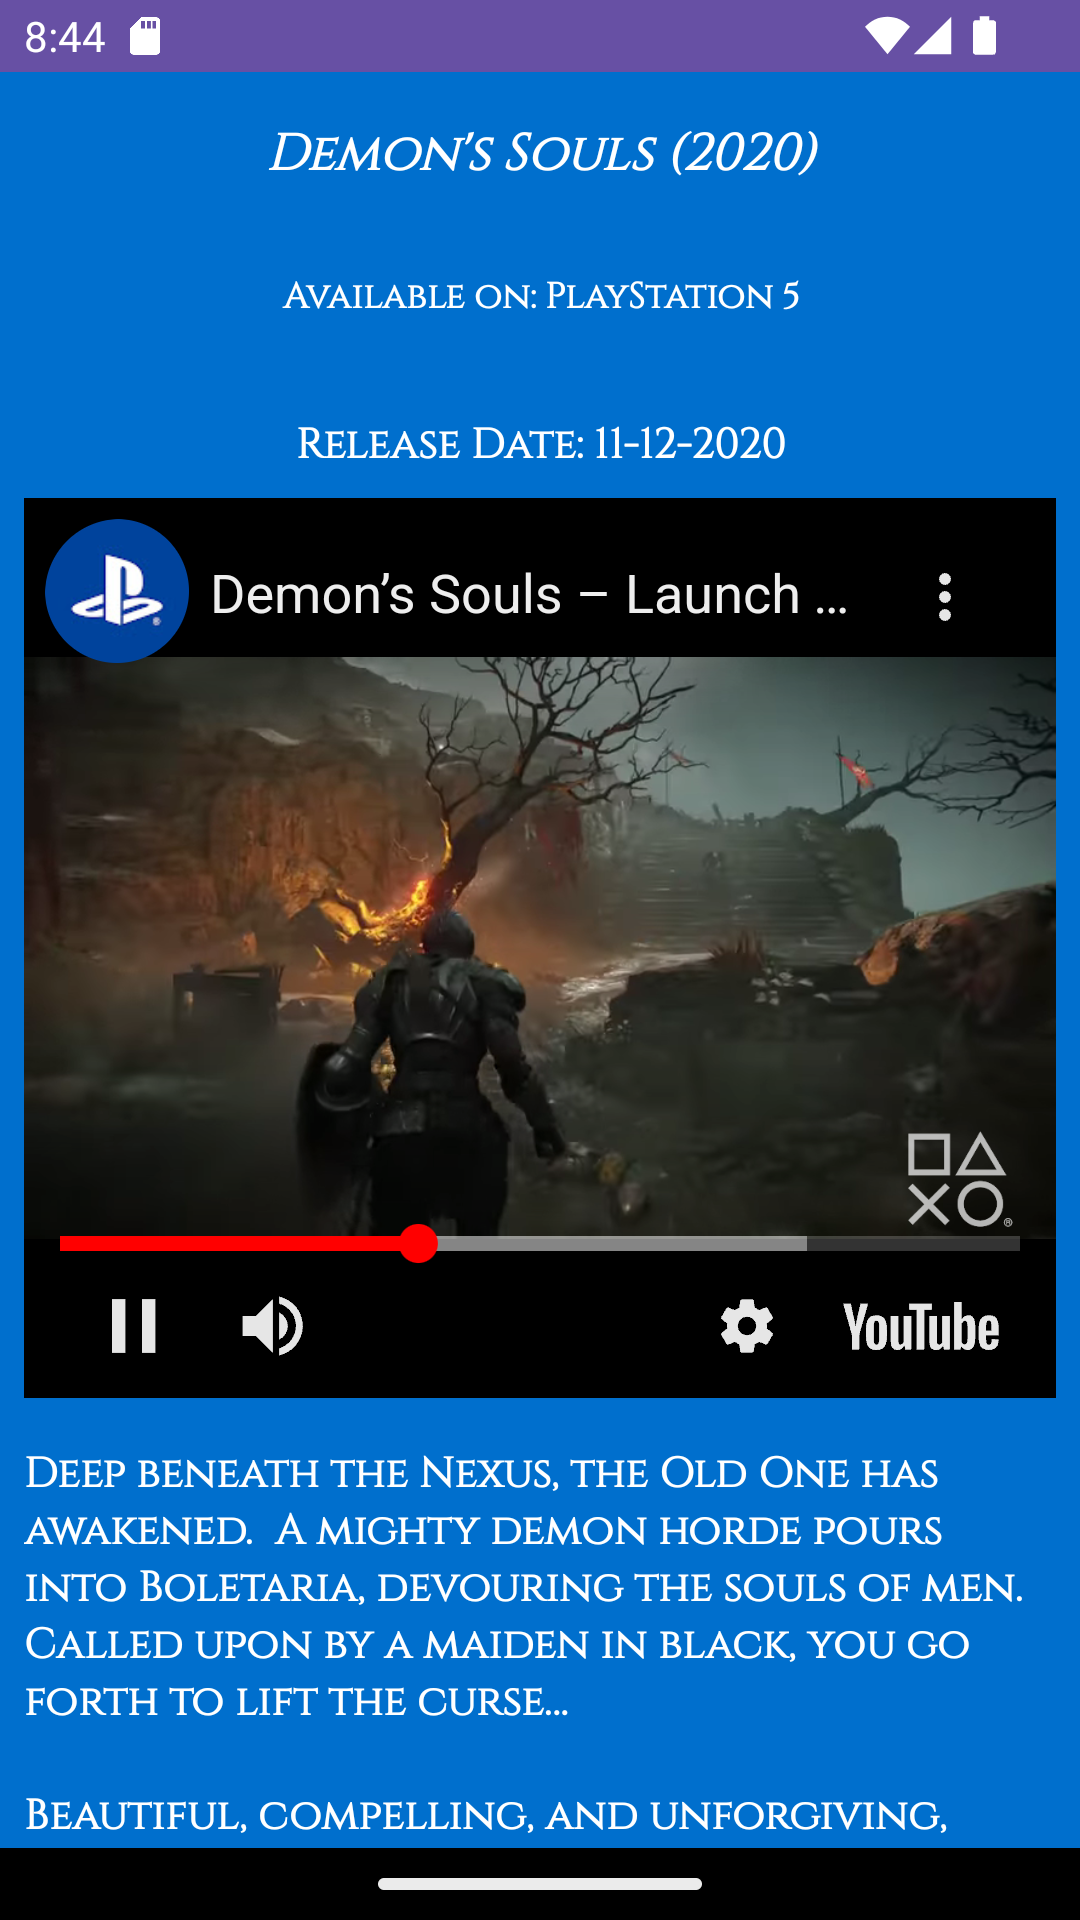 8:44
Demon's Souls (2020)
Available on: PlayStation 5
Release Date: 11-12-2020
Demon’s Souls – Launch ...
YouTube
Deep beneath the Nexus, the Old One has
awakened.  A mighty demon horde pours
into Boletaria, devouring the souls of men.
Called upon by a maiden in black, you go
forth to lift the curse...
Beautiful, compelling, and unforgiving,